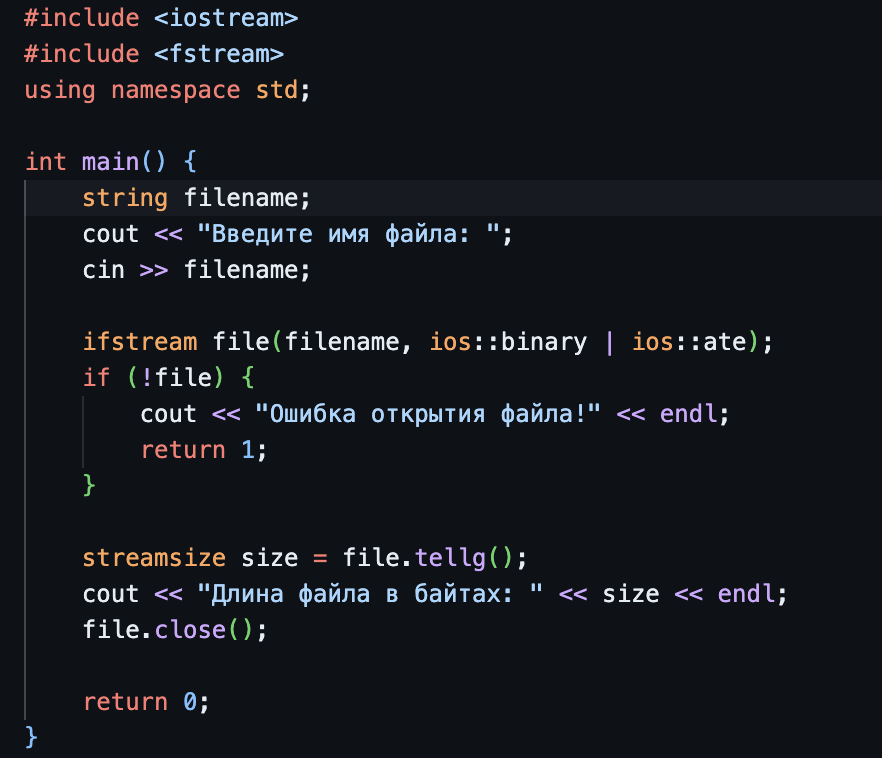 #include <iostream>
#include <fstream>
using namespace std;
int main() {
string filename;
cout << "Введите имя файла: ";
cin >> filename;
ifstream file(filename, ios::binary | ios::ate);
if (!file) {
cout << "Ошибка открытия файла!" << endl;
return 1;
}
streamsize size = file.tellg();
cout << "Длина файла в байтах: " << size << endl;
file.close();
return 0;
}